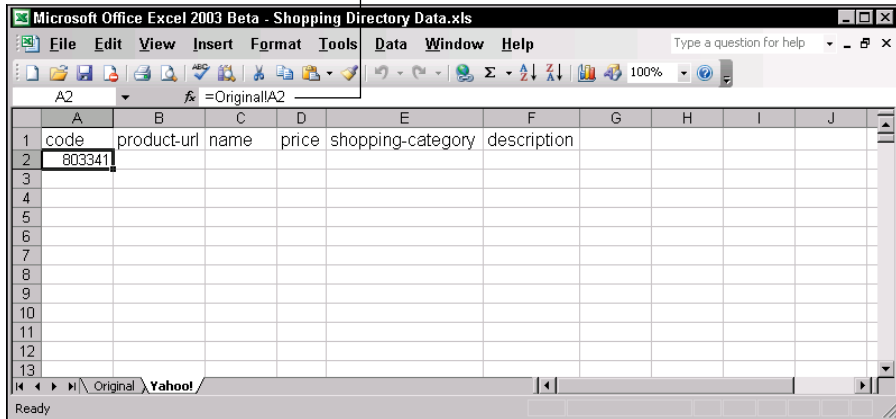 Microsoft Office Excel 2003 Beta - Shopping Directory Data.xls
File Edit View Insert Format Tools Data Window Help Type a question for help
ABC Σ A Z Z A 100% ?
A2 fx =Original!A2
A B C D E F G H I J
1 code product-url name price shopping-category description
2 803341
3
4
5
6
7
8
9
10
11
12
13
Original Yahoo!
Ready